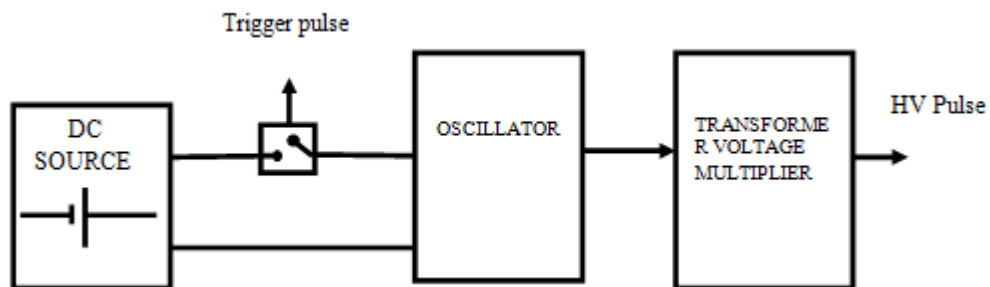 Trigger pulse
DC
SOURCE
OSCILLATOR
TRANSFORME
R VOLTAGE
MULTIPLIER
HV Pulse